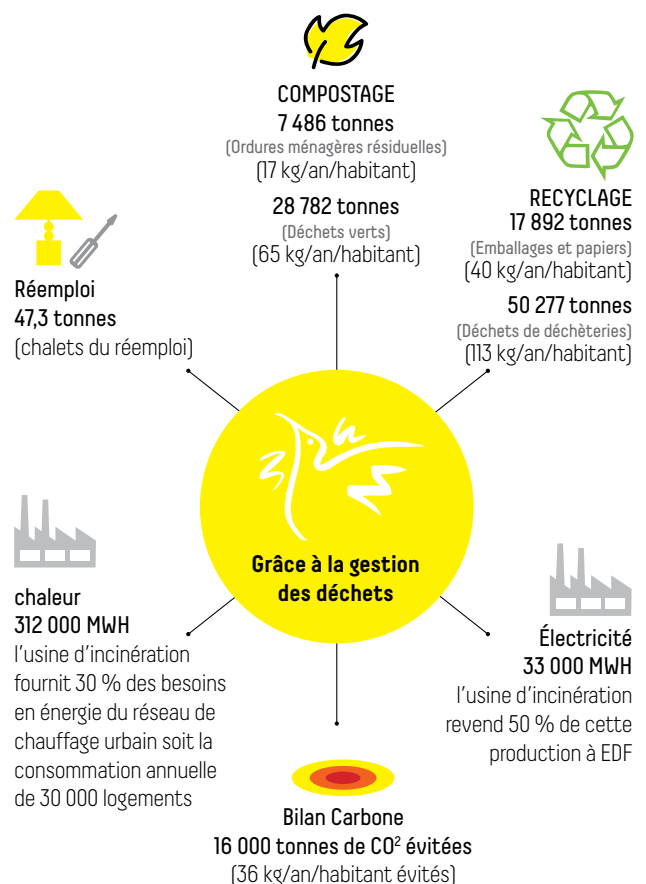 COMPOSTAGE
7 486 tonnes
(Ordures ménagères résiduelles)
(17 kg/an/habitant)
28 782 tonnes
(Déchets verts)
(65 kg/an/habitant)
RECYCLAGE
17 892 tonnes
(Emballages et papiers)
(40 kg/an/habitant)
50 277 tonnes
(Déchets de déchèteries)
(113 kg/an/habitant)
Réemploi
47,3 tonnes
(chalets du réemploi)
Grâce à la gestion
des déchets
chaleur
312 000 MWH
l'usine d'incinération
fournit 30 % des besoins
en énergie du réseau de
chauffage urbain soit la
consommation annuelle
de 30 000 logements
Électricité
33 000 MWH
l'usine d'incinération
revend 50 % de cette
production à EDF
Bilan Carbone
16 000 tonnes de CO² évitées
(36 kg/an/habitant évités)